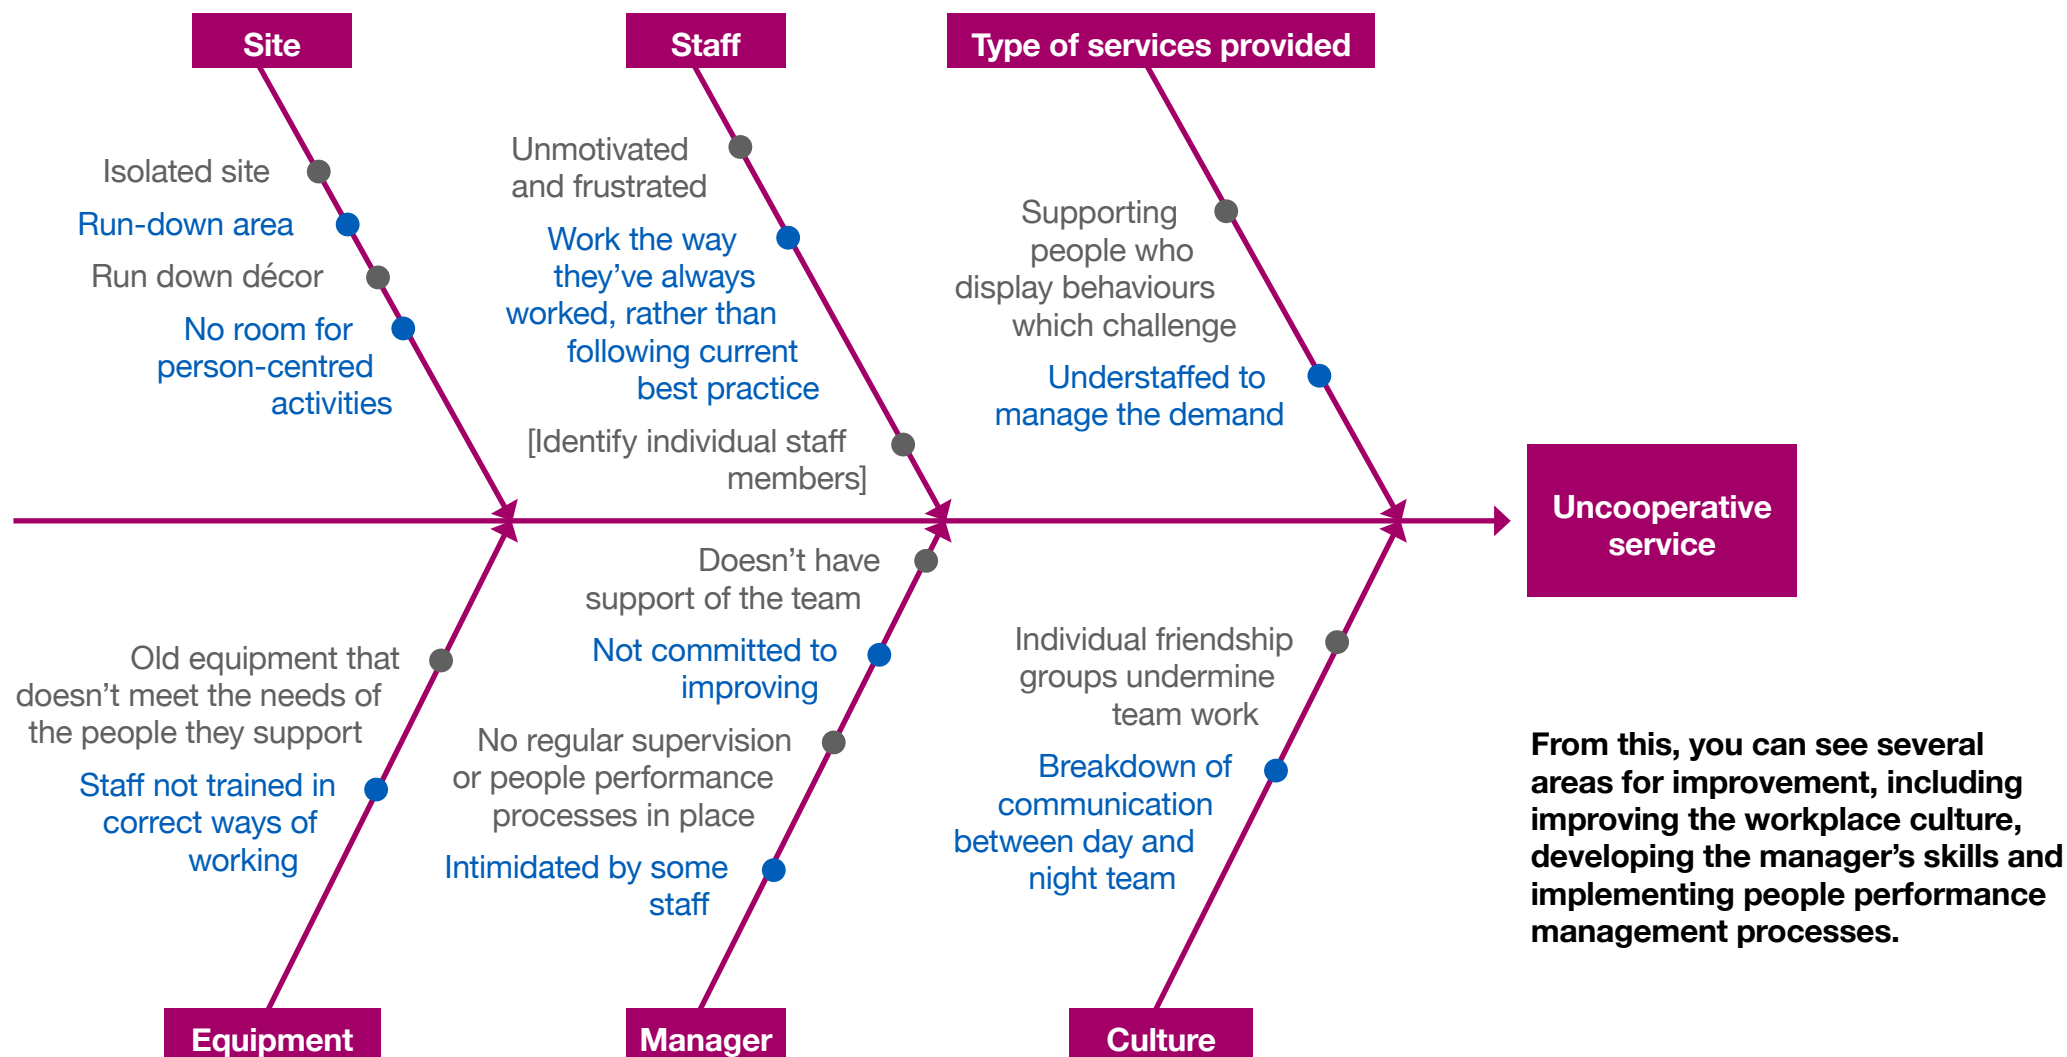 Site
Staff
Type of services provided
Isolated site
Run-down area
Run down décor
No room for
person-centred
activities
Unmotivated
and frustrated
Work the way
they've always
worked, rather than
following current
best practice
[Identify individual staff
members]
Supporting
people who
display behaviours
which challenge
Understaffed to
manage the demand
Uncooperative
service
Old equipment that
doesn't meet the needs of
the people they support
Staff not trained in
correct ways of
working
Doesn't have
support of the team
Not committed to
improving
No regular supervision
or people performance
processes in place
Intimidated by some
staff
Individual friendship
groups undermine
team work
Breakdown of
communication
between day and
night team
From this, you can see several
areas for improvement, including
improving the workplace culture,
developing the manager's skills and
implementing people performance
management processes.
Equipment
Manager
Culture